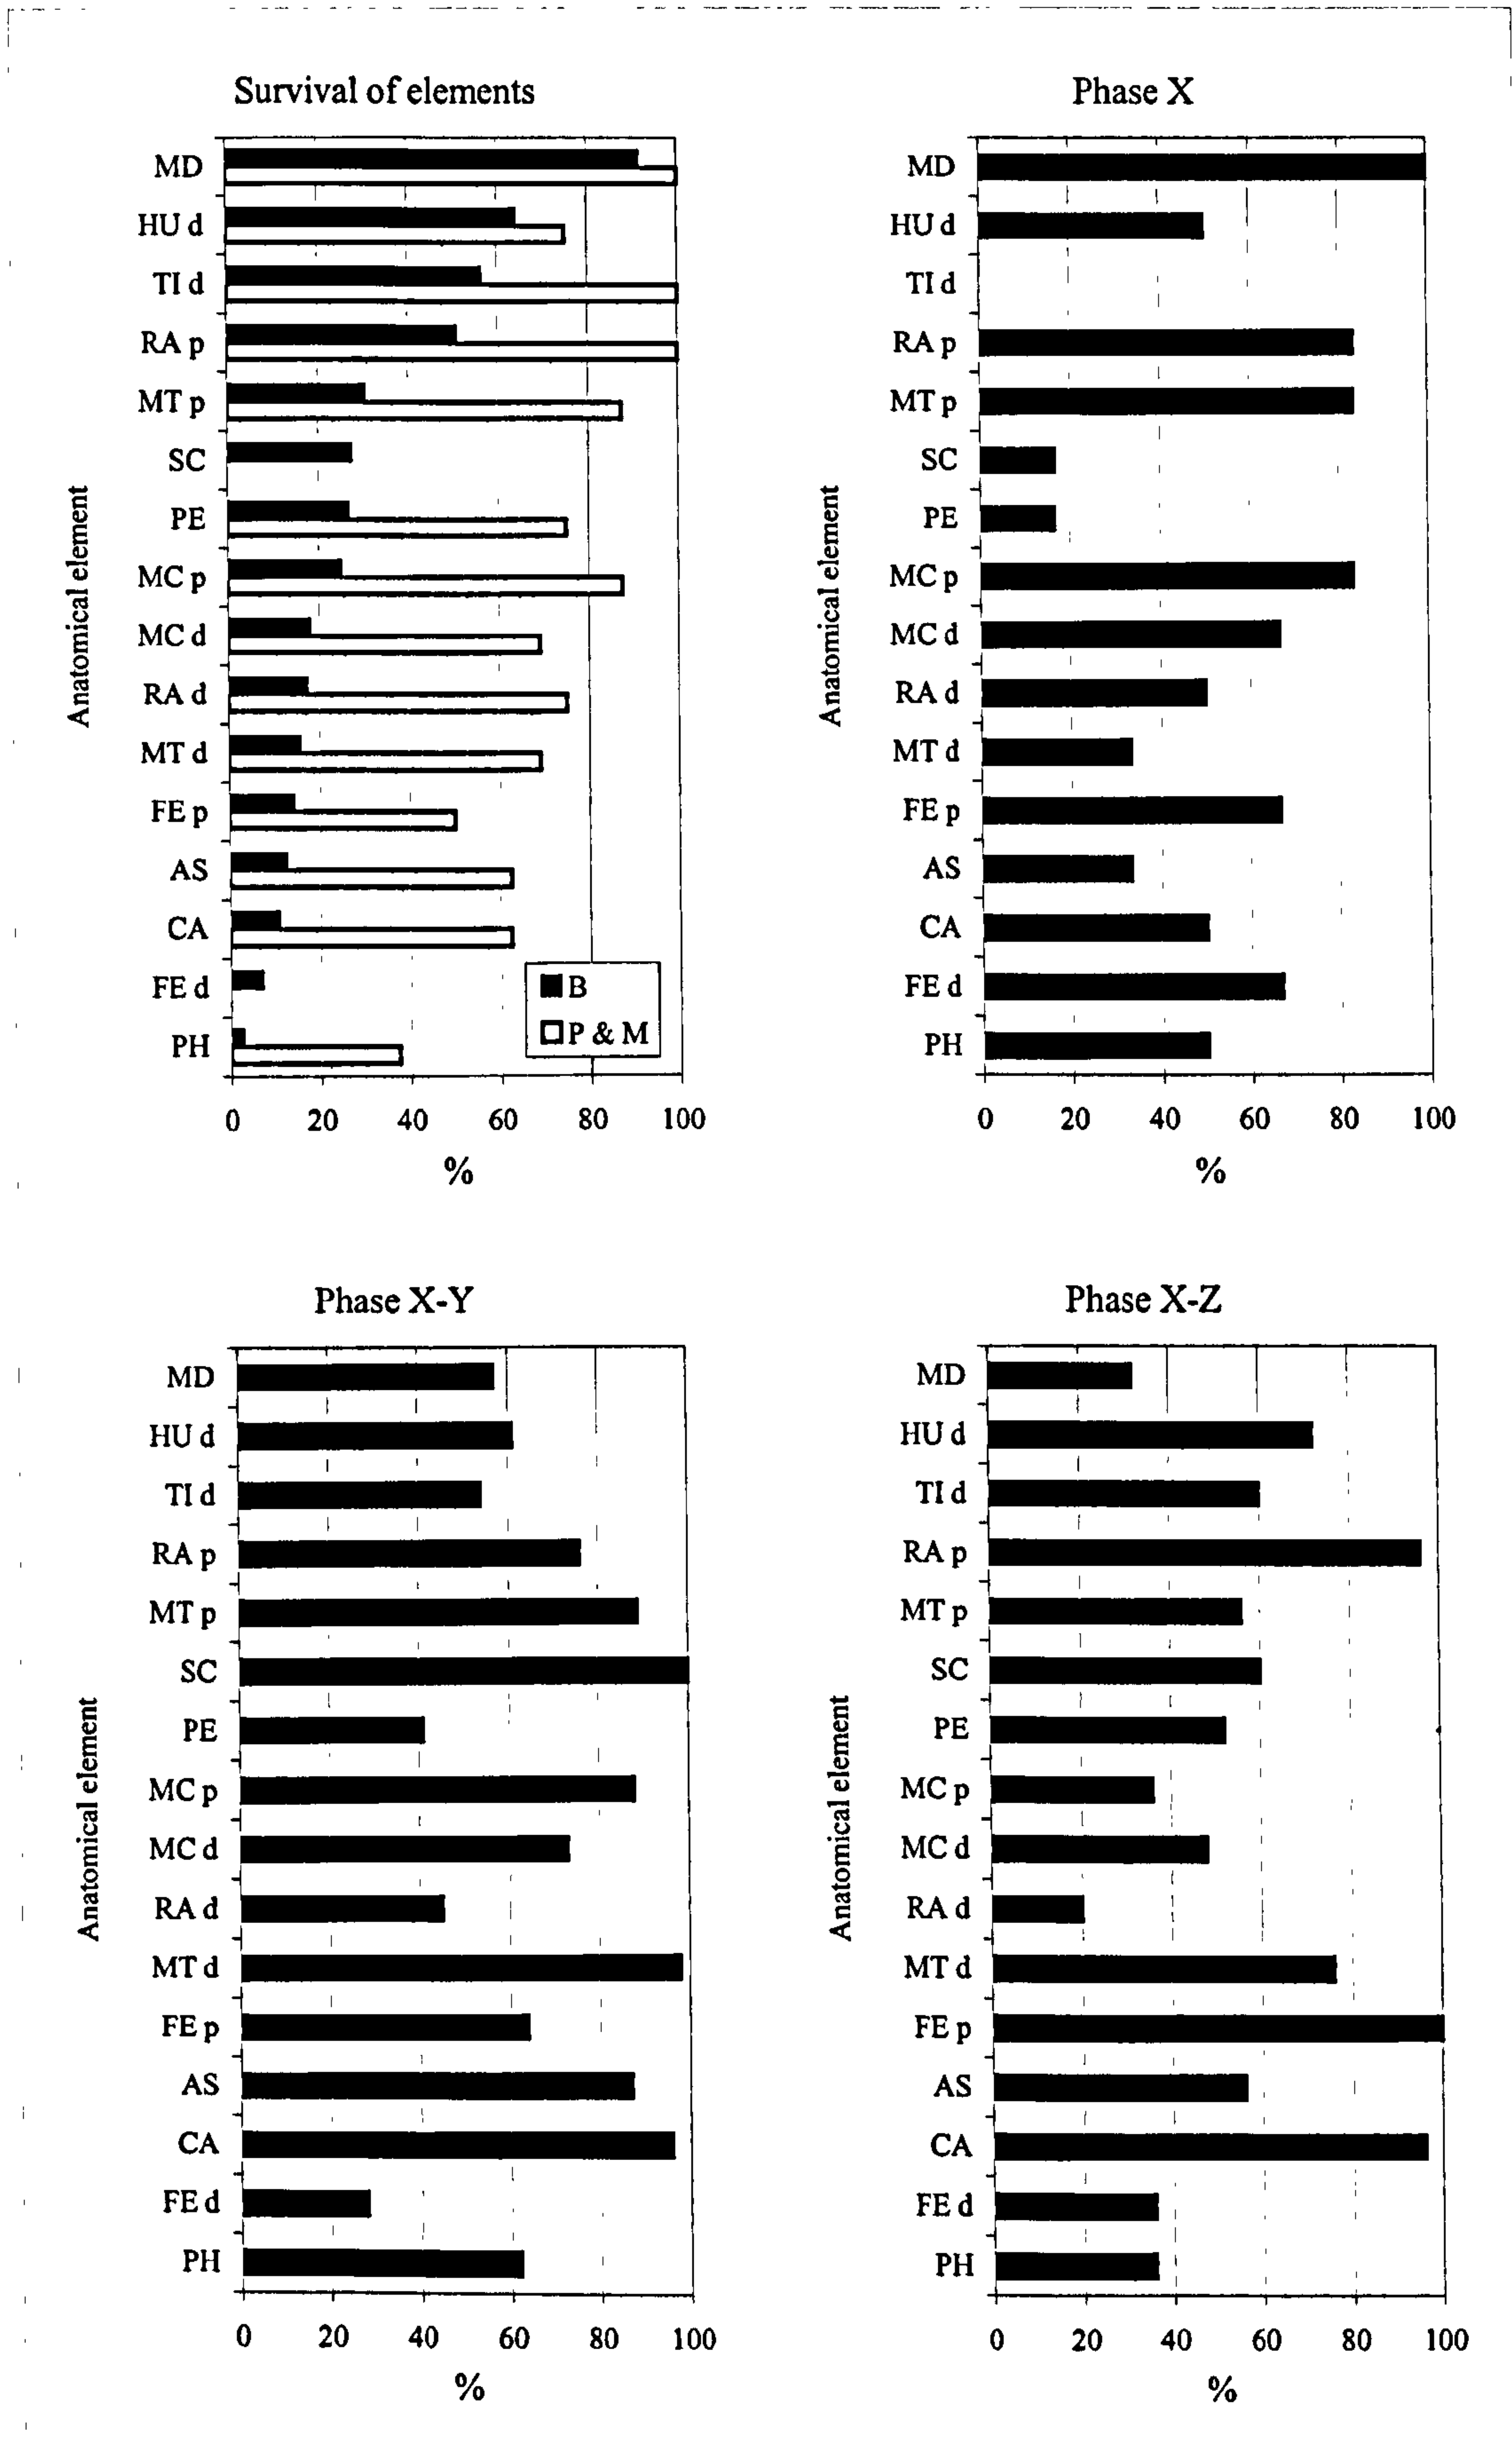 Survival of elements
Anatomical element
MD
HU d
TI d
RA p
MT p
SC
PE
MC p
MC d
RA d
MT d
FE p
AS
CA
FE d
PH
B
P & M
0 20 40 60 80 100
%
Phase X
Anatomical element
MD
HU d
TI d
RA p
MT p
SC
PE
MC p
MC d
RA d
MT d
FE p
AS
CA
FE d
PH
0 20 40 60 80 100
%
Phase X-Y
Anatomical element
MD
HU d
TI d
RA p
MT p
SC
PE
MC p
MC d
RA d
MT d
FE p
AS
CA
FE d
PH
0 20 40 60 80 100
%
Phase X-Z
Anatomical element
MD
HU d
TI d
RA p
MT p
SC
PE
MC p
MC d
RA d
MT d
FE p
AS
CA
FE d
PH
0 20 40 60 80 100
%